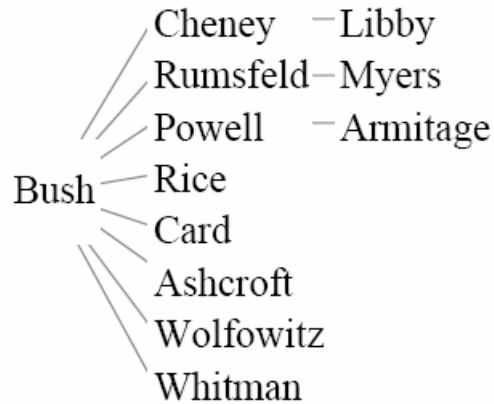 Cheney Libby
Rumsfeld Myers
Powell Armitage
Bush Rice
Card
Ashcroft
Wolfowitz
Whitman